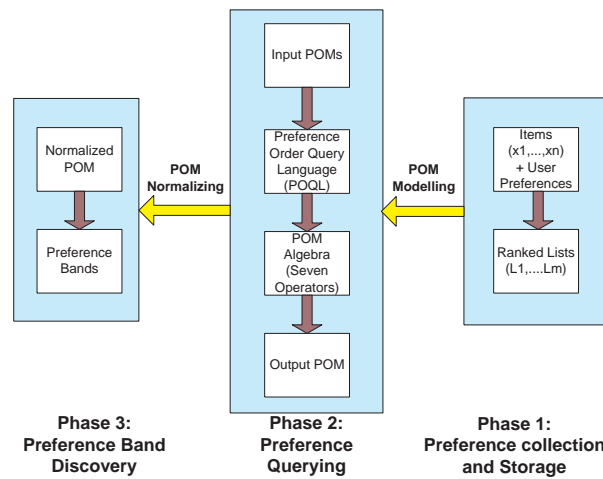 Input POMs
Preference
Order Query
Language
(POQL)
POM
Algebra
(Seven
Operators)
Output POM
Normalized
POM
Preference
Bands
POM
Normalizing
POM
Modelling
Items
(x1,...,xn)
+ User
Preferences
Ranked Lists
(L1,....Lm)
Phase 3:
Preference Band
Discovery
Phase 2:
Preference
Querying
Phase 1:
Preference collection
and Storage